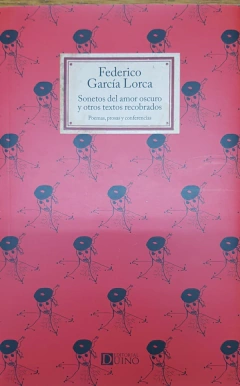 Federico
García Lorca
Sonetos del amor oscuro
y otros textos recobrados
Poemas, prosas y conferencias
DUINO